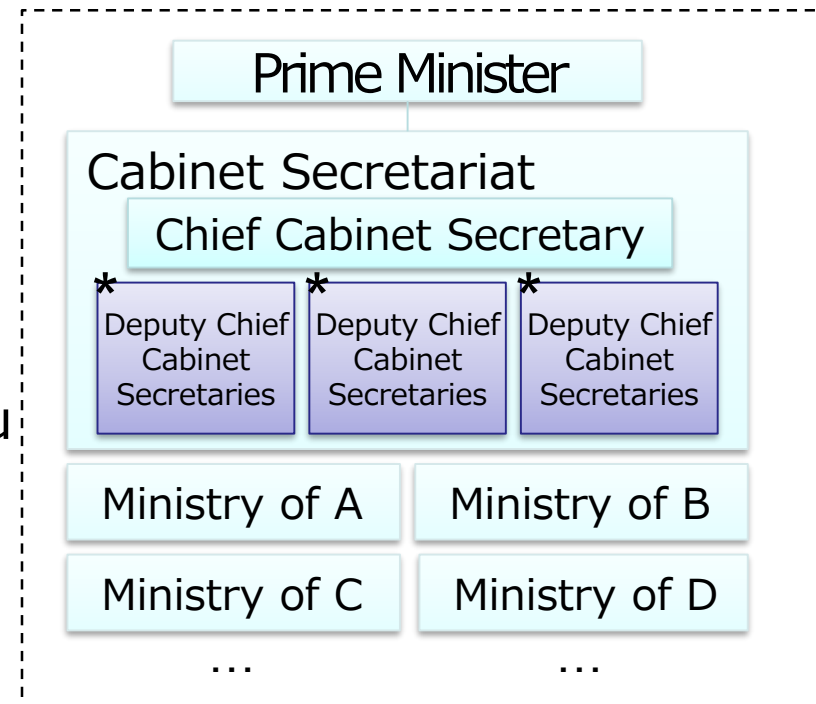 Prime Minister
Cabinet Secretariat
Chief Cabinet Secretary
* * *
Deputy Chief Deputy Chief Deputy Chief
Cabinet Cabinet Cabinet
Secretaries Secretaries Secretaries
u
Ministry of A Ministry of B
Ministry of C Ministry of D
... ...